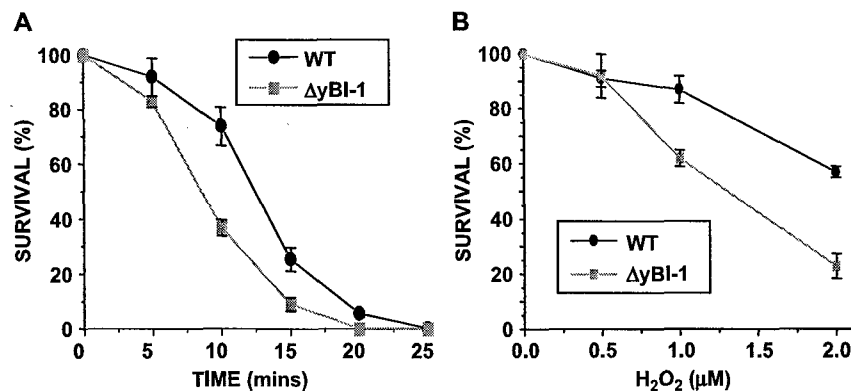 A
SURVIVAL (%)
100
80
60
40
20
0
0
5
10
15
20
25
TIME (mins)
WT
ΔyBI-1
B
SURVIVAL (%)
100
80
60
40
20
0
0.0
0.5
1.0
1.5
2.0
H₂O₂ (μM)
WT
ΔyBI-1